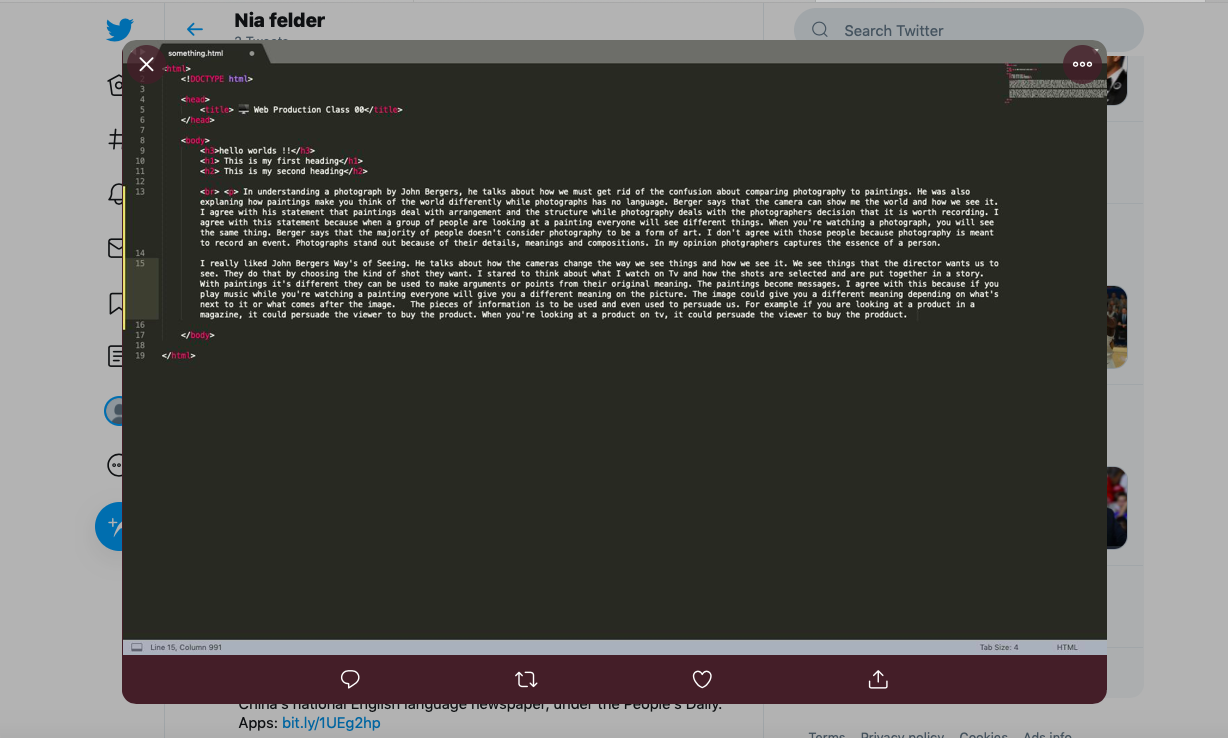 Nia felder
Search Twitter
something.html
<html>
<!DOCTYPE html>
3
4 <head>
5 <title> 🖥️ Web Production Class 00</title>
6 </head>
7
8 <body>
9 <h3>hello worlds !!</h3>
10 <h1> This is my first heading</h1>
11 <h2> This is my second heading</h2>
12
13 <br> <p> In understanding a photograph by John Bergers, he talks about how we must get rid of the confusion about comparing photography to paintings. He was also
explaning how paintings make you think of the world differently while photographs has no language. Berger says that the camera can show me the world and how we see it.
I agree with his statement that paintings deal with arrangement and the structure while photography deals with the photographers decision that it is worth recording. I
agree with this statement because when a group of people are looking at a painting everyone will see different things. When you're watching a photograph, you will see
the same thing. Berger says that the majority of people doesn't consider photography to be a form of art. I don't agree with those people because photography is meant
to record an event. Photographs stand out because of their details, meanings and compositions. In my opinion photgraphers captures the essence of a person.
14
15 I really liked John Bergers Way's of Seeing. He talks about how the cameras change the way we see things and how we see it. We see things that the director wants us to
see. They do that by choosing the kind of shot they want. I stared to think about what I watch on Tv and how the shots are selected and are put together in a story.
With paintings it's different they can be used to make arguments or points from their original meaning. The paintings become messages. I agree with this because if you
play music while you're watching a painting everyone will give you a different meaning on the picture. The image could give you a different meaning depending on what's
next to it or what comes after the image. The pieces of information is to be used and even used to persuade us. For example if you are looking at a product in a
magazine, it could persuade the viewer to buy the product. When you're looking at a product on tv, it could persuade the viewer to buy the prodduct.
16
17 </body>
18
19 </html>
Line 15, Column 991
Tab Size: 4
HTML
China's national English language newspaper, under the People's Daily.
Apps: bit.ly/1UEg2hp
Terms Privacy policy Cookies Ads info